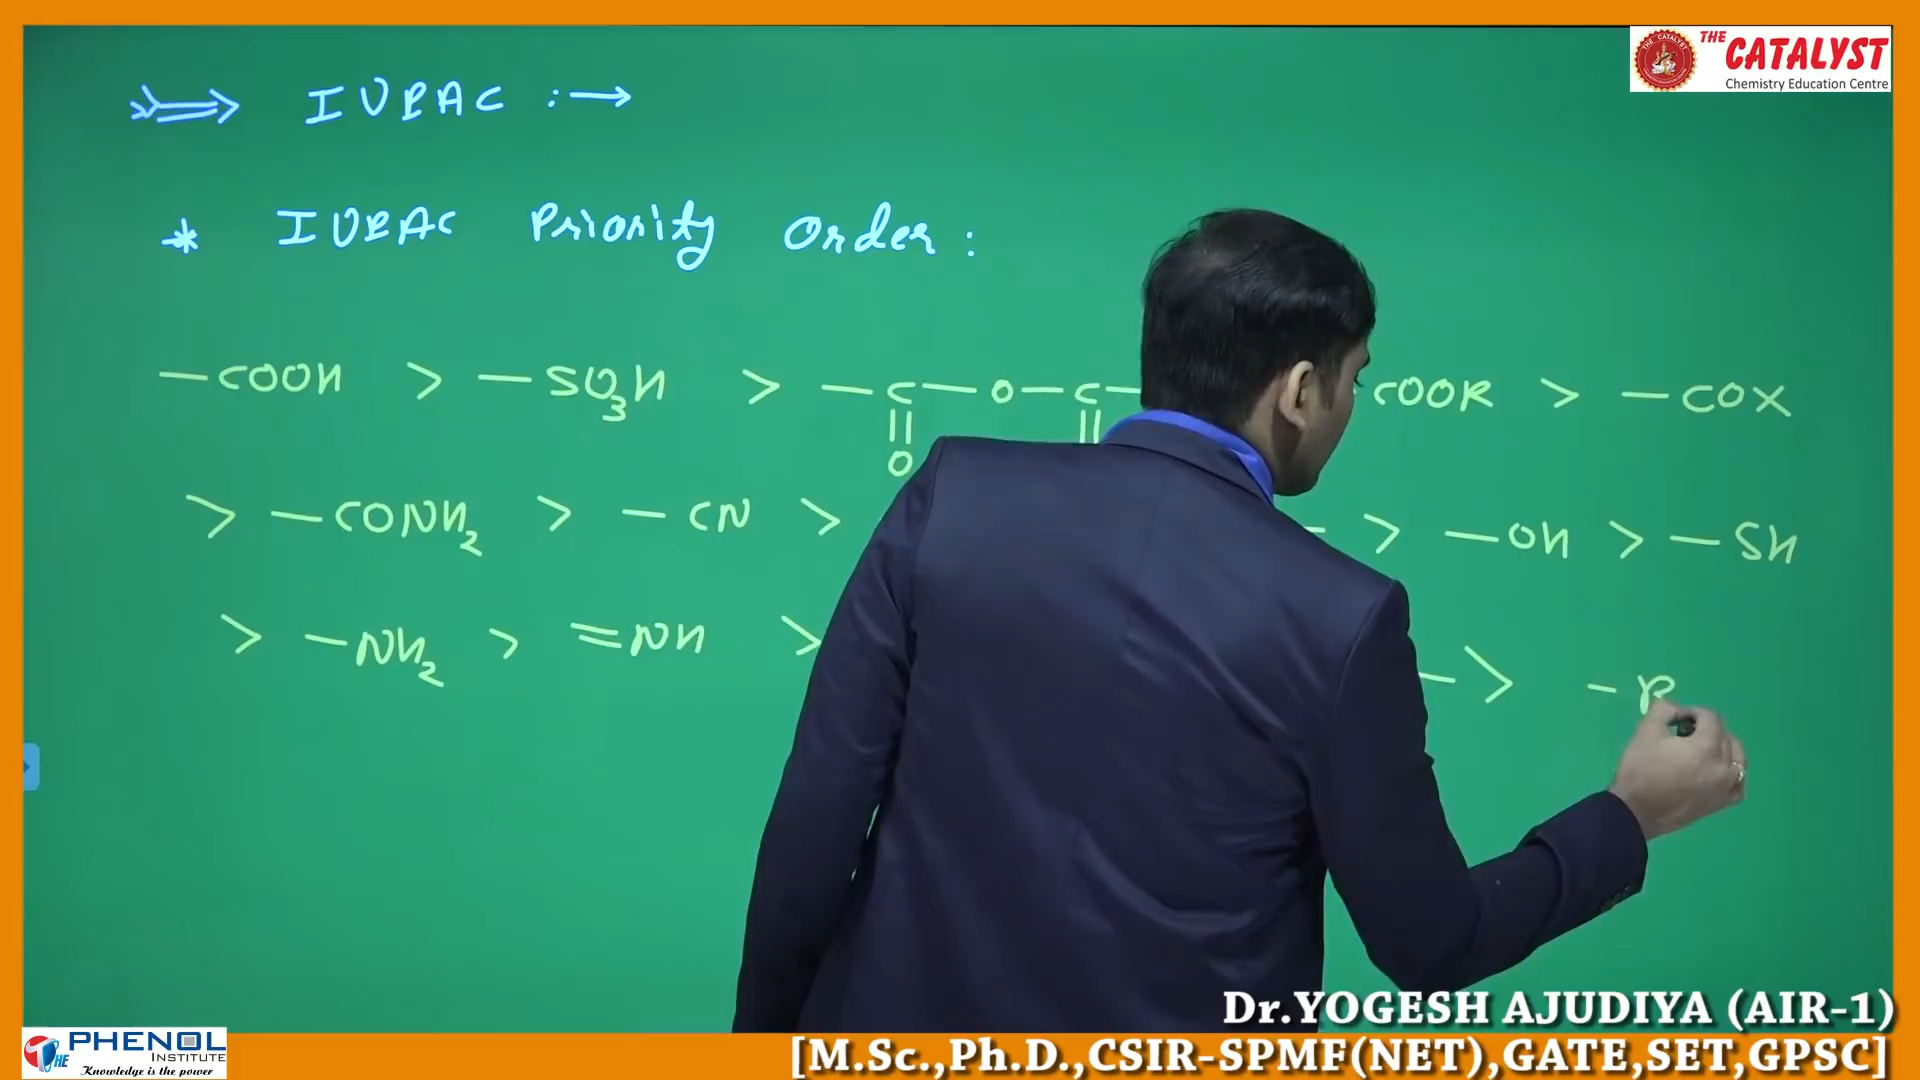 THE CATALYST
Chemistry Education Centre
IUPAC :→
* IUPAC Priority Order :
—COOH > —SO₃H > —C—O—C— COOR > —COX
|| ||
O
> —CONH₂ > —CN > > —OH > —SH
> —NH₂ > =NH > > –
Dr.YOGESH AJUDIYA (AIR-1)
THE PHENOL
INSTITUTE
Knowledge is the power
[M.Sc.,Ph.D.,CSIR-SPMF(NET),GATE,SET,GPSC]